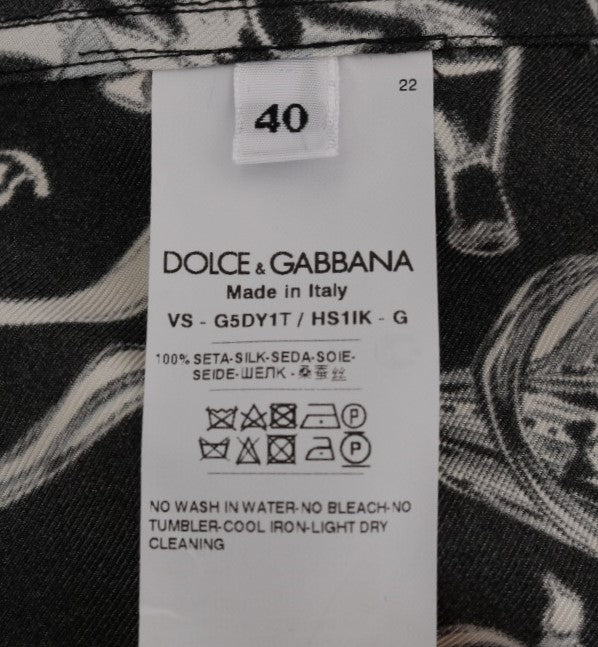 22
40
DOLCE & GABBANA
Made in Italy
VS - G5DY1T / HS1IK - G
100% SETA-SILK-SEDA-SOIE-
SEIDE-ШЕЛК - 桑蚕丝
P
P
NO WASH IN WATER-NO BLEACH-NO
TUMBLER-COOL IRON-LIGHT DRY
CLEANING